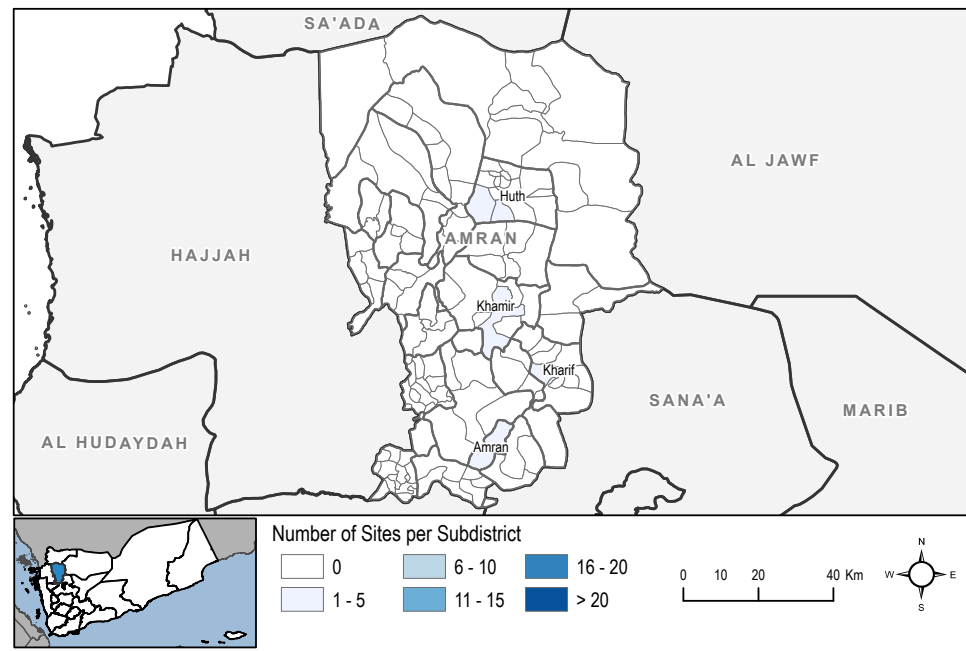 SA'ADA
AL JAWF
Huth
AMRAN
HAJJAH
Khamir
Kharif
SANA'A
MARIB
AL HUDAYDAH
Amran
Number of Sites per Subdistrict
0
6 - 10
16 - 20
1 - 5
11 - 15
> 20
0 10 20 40 Km
N
W E
S